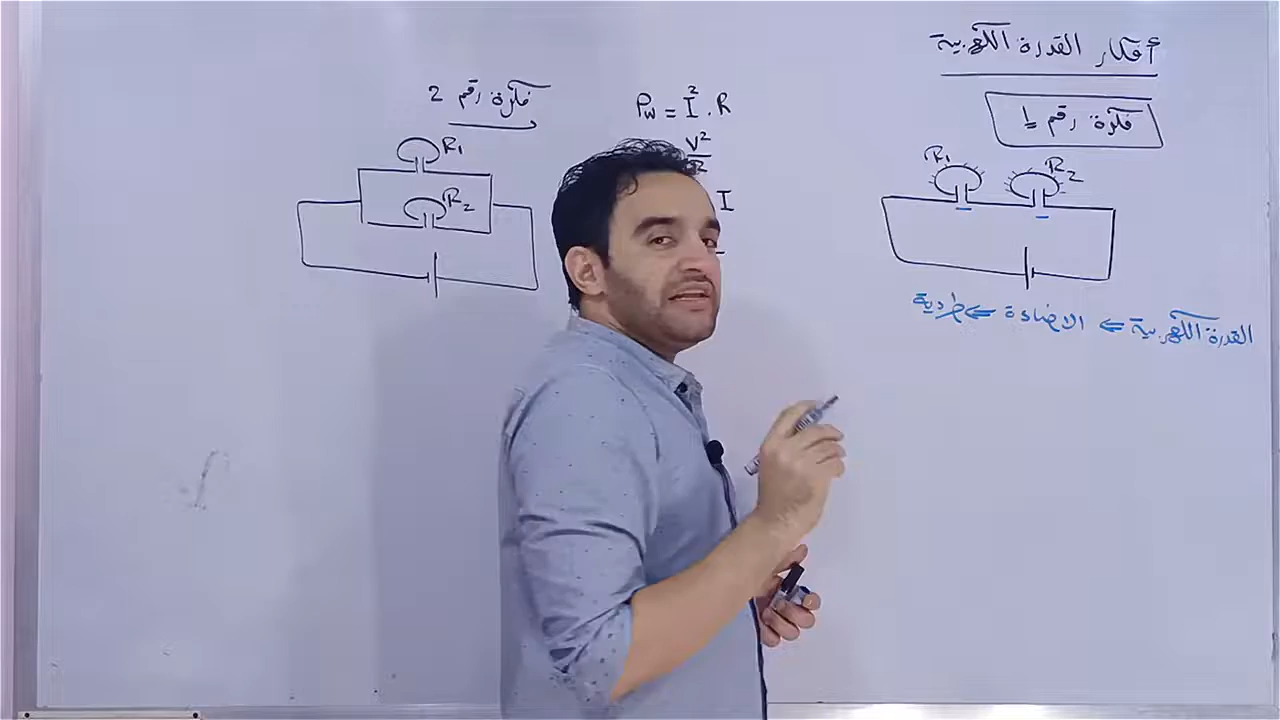 أفكار القدرة الكهربية
فكرة رقم 1
R₁ R₂
القدرة الكهربية ⇐ الاضاءة ⇐ طردية
P_W = I² . R
V²/R
I
فكرة رقم 2
R₁
R₂